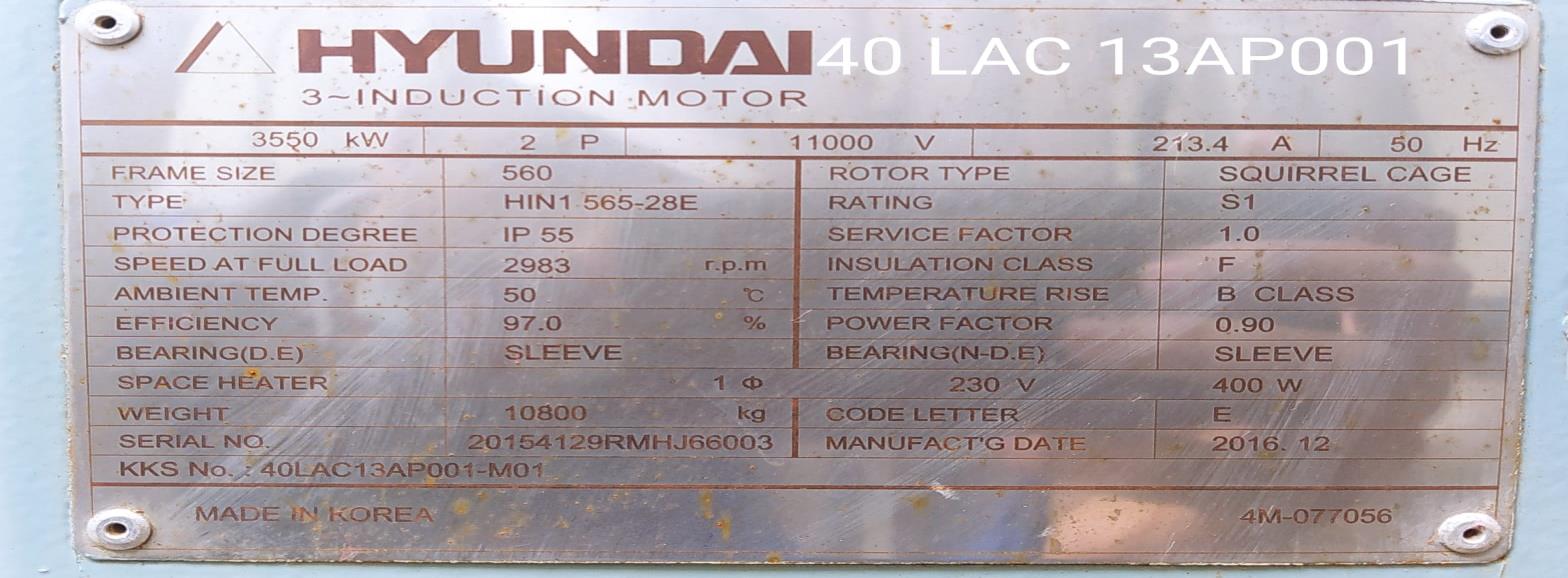 HYUNDAI 40 LAC 13AP001
3~INDUCTION MOTOR
3550 kW 2 P 11000 V 213.4 A 50 Hz
FRAME SIZE 560 ROTOR TYPE SQUIRREL CAGE
TYPE HIN1 565-28E RATING S1
PROTECTION DEGREE IP 55 SERVICE FACTOR 1.0
SPEED AT FULL LOAD 2983 r.p.m INSULATION CLASS F
AMBIENT TEMP. 50 ℃ TEMPERATURE RISE B CLASS
EFFICIENCY 97.0 % POWER FACTOR 0.90
BEARING(D.E) SLEEVE BEARING(N-D.E) SLEEVE
SPACE HEATER 1 Φ 230 V 400 W
WEIGHT 10800 kg CODE LETTER E
SERIAL NO. 20154129RMHJ66003 MANUFACT'G DATE 2016. 12
KKS No. : 40LAC13AP001-M01
MADE IN KOREA 4M-077056